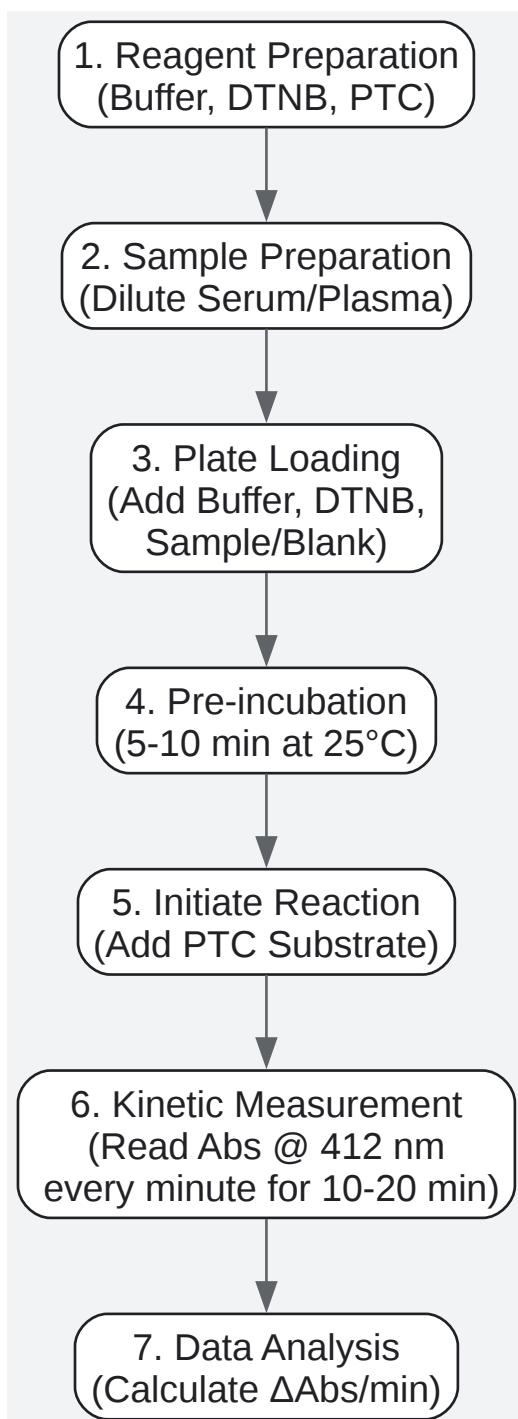 1. Reagent Preparation
(Buffer, DTNB, PTC)
2. Sample Preparation
(Dilute Serum/Plasma)
3. Plate Loading
(Add Buffer, DTNB,
Sample/Blank)
4. Pre-incubation
(5-10 min at 25°C)
5. Initiate Reaction
(Add PTC Substrate)
6. Kinetic Measurement
(Read Abs @ 412 nm
every minute for 10-20 min)
7. Data Analysis
(Calculate ΔAbs/min)